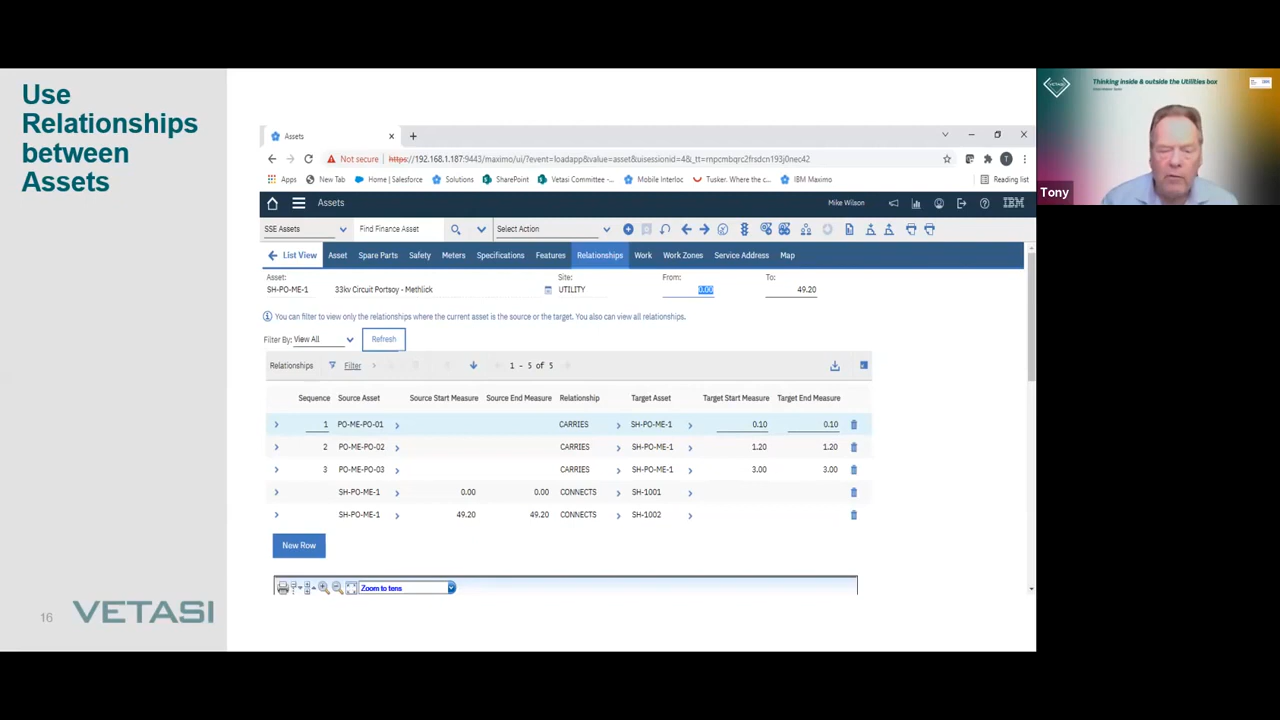 Use
Relationships
between
Assets
16 VETASI
Assets
Not secure https://192.168.1.187:9443/maximo/ui/?event=loadapp&value=asset&uisessionid=4&_tt=rnpcmbqrc2frsdcn193j0nec42
Apps New Tab Home | Salesforce Solutions SharePoint Vetasi Committee -... Mobile Interloc Tusker. Where the c... IBM Maximo Reading list
Assets Mike Wilson IBM
SSE Assets Find Finance Asset Select Action
List View Asset Spare Parts Safety Meters Specifications Features Relationships Work Work Zones Service Address Map
Asset: Site: From: To:
SH-PO-ME-1 33kv Circuit Portsoy - Methlick UTILITY 0.00 49.20
You can filter to view only the relationships where the current asset is the source or the target. You also can view all relationships.
Filter By: View All Refresh
Relationships Filter 1 - 5 of 5
Sequence Source Asset Source Start Measure Source End Measure Relationship Target Asset Target Start Measure Target End Measure
1 PO-ME-PO-01 CARRIES SH-PO-ME-1 0.10 0.10
2 PO-ME-PO-02 CARRIES SH-PO-ME-1 1.20 1.20
3 PO-ME-PO-03 CARRIES SH-PO-ME-1 3.00 3.00
SH-PO-ME-1 0.00 0.00 CONNECTS SH-1001
SH-PO-ME-1 49.20 49.20 CONNECTS SH-1002
New Row
Zoom to tens
VETASI Thinking inside & outside the Utilities box
Tony